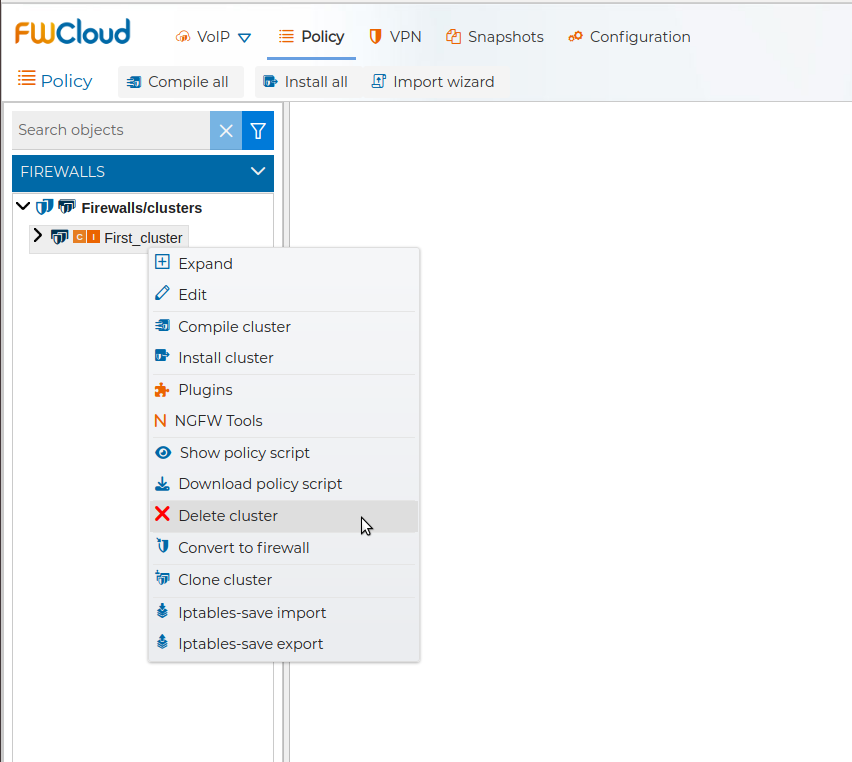 FWCloud
VoIP
Policy
VPN
Snapshots
Configuration
Policy
Compile all
Install all
Import wizard
Search objects
FIREWALLS
Firewalls/clusters
C I First_cluster
Expand
Edit
Compile cluster
Install cluster
Plugins
N NGFW Tools
Show policy script
Download policy script
Delete cluster
Convert to firewall
Clone cluster
Iptables-save import
Iptables-save export